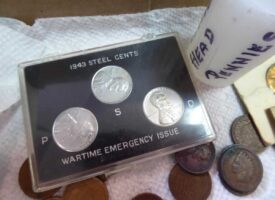 1943 STEEL CENTS
P S D
WARTIME EMERGENCY ISSUE
HEAD
PENNIES